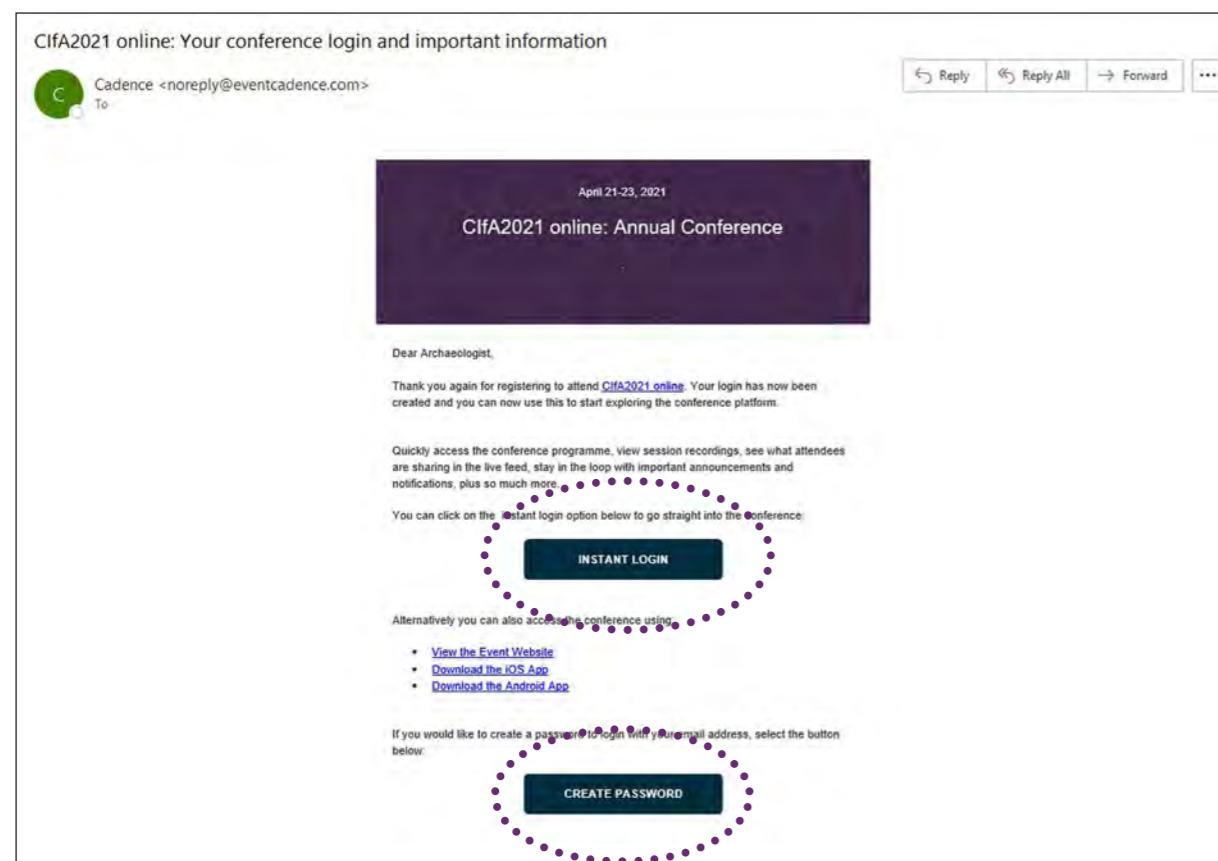 CIfA2021 online: Your conference login and important information
C
Cadence <noreply@eventcadence.com>
To
Reply
Reply All
Forward
April 21-23, 2021
CIfA2021 online: Annual Conference
Dear Archaeologist,
Thank you again for registering to attend CIfA2021 online. Your login has now been
created and you can now use this to start exploring the conference platform.
Quickly access the conference programme, view session recordings, see what attendees
are sharing in the live feed, stay in the loop with important announcements and
notifications, plus so much more.
You can click on the instant login option below to go straight into the conference:
INSTANT LOGIN
Alternatively you can also access the conference using:
• View the Event Website
• Download the iOS App
• Download the Android App
If you would like to create a password to login with your email address, select the button
below:
CREATE PASSWORD